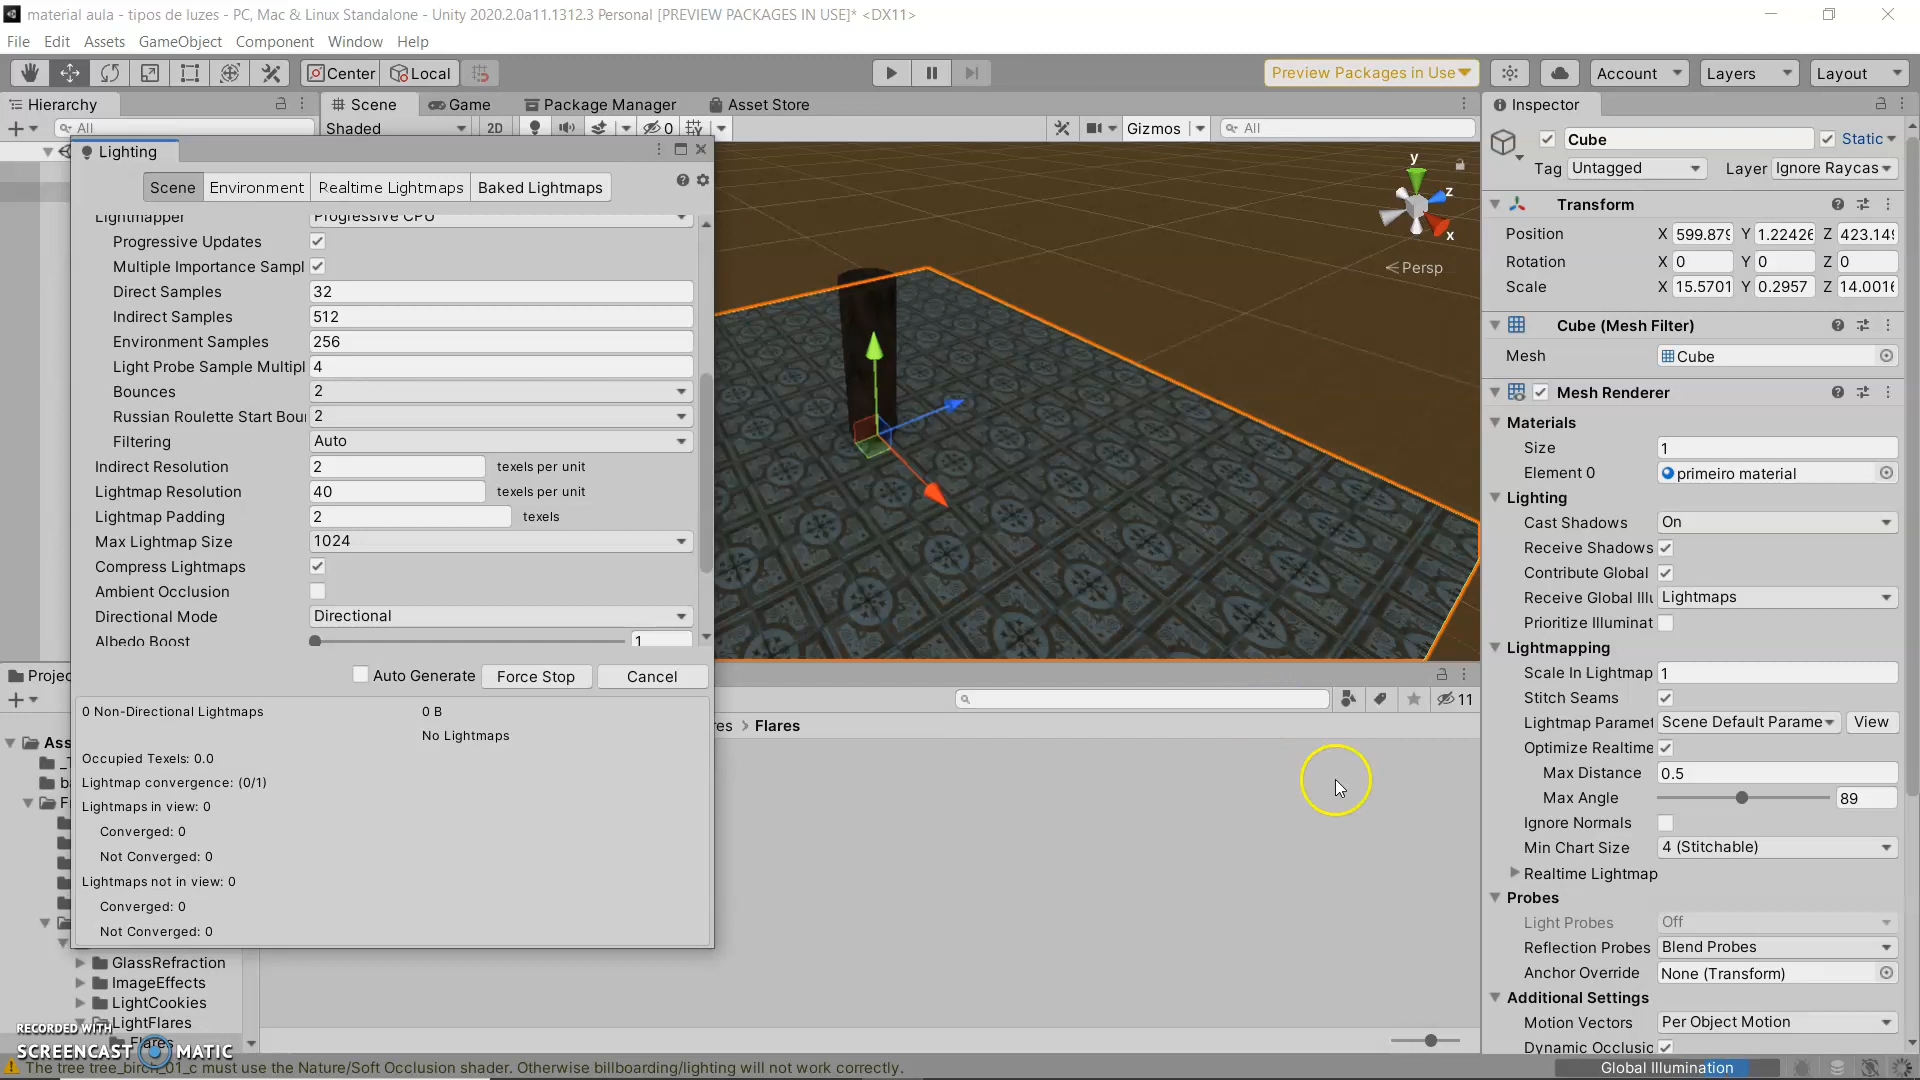 material aula - tipos de luzes - PC, Mac & Linux Standalone - Unity 2020.2.0a11.1312.3 Personal [PREVIEW PACKAGES IN USE]* <DX11>
File Edit Assets GameObject Component Window Help
Center Local Preview Packages in Use Account Layers Layout
Hierarchy Scene Game Package Manager Asset Store Inspector
All Shaded 2D 0 Gizmos All
Cube Static
Tag Untagged Layer Ignore Raycas
Lighting
Scene Environment Realtime Lightmaps Baked Lightmaps
Lightmapper Progressive CPU
Progressive Updates
Multiple Importance Sampl
Direct Samples 32
Indirect Samples 512
Environment Samples 256
Light Probe Sample Multipl 4
Bounces 2
Russian Roulette Start Bou 2
Filtering Auto
Indirect Resolution 2 texels per unit
Lightmap Resolution 40 texels per unit
Lightmap Padding 2 texels
Max Lightmap Size 1024
Compress Lightmaps
Ambient Occlusion
Directional Mode Directional
Albedo Boost 1
Auto Generate Force Stop Cancel
0 Non-Directional Lightmaps 0 B
No Lightmaps
Occupied Texels: 0.0
Lightmap convergence: (0/1)
Lightmaps in view: 0
Converged: 0
Not Converged: 0
Lightmaps not in view: 0
Converged: 0
Not Converged: 0
y
z
x
Persp
Transform
Position X 599.879 Y 1.22426 Z 423.149
Rotation X 0 Y 0 Z 0
Scale X 15.5701 Y 0.2957 Z 14.0016
Cube (Mesh Filter)
Mesh Cube
Mesh Renderer
Materials
Size 1
Element 0 primeiro material
Lighting
Cast Shadows On
Receive Shadows
Contribute Global
Receive Global Illu Lightmaps
Prioritize Illuminat
Lightmapping
Scale In Lightmap 1
Stitch Seams
Lightmap Paramet Scene Default Parame View
Optimize Realtime
Max Distance 0.5
Max Angle 89
Ignore Normals
Min Chart Size 4 (Stitchable)
Realtime Lightmap
Probes
Light Probes Off
Reflection Probes Blend Probes
Anchor Override None (Transform)
Additional Settings
Motion Vectors Per Object Motion
Dynamic Occlusic
Projec
11
res > Flares
Ass
GlassRefraction
ImageEffects
LightCookies
LightFlares
Flares
RECORDED WITH
SCREENCAST MATIC
The tree tree_birch_01_c must use the Nature/Soft Occlusion shader. Otherwise billboarding/lighting will not work correctly.
Global Illumination